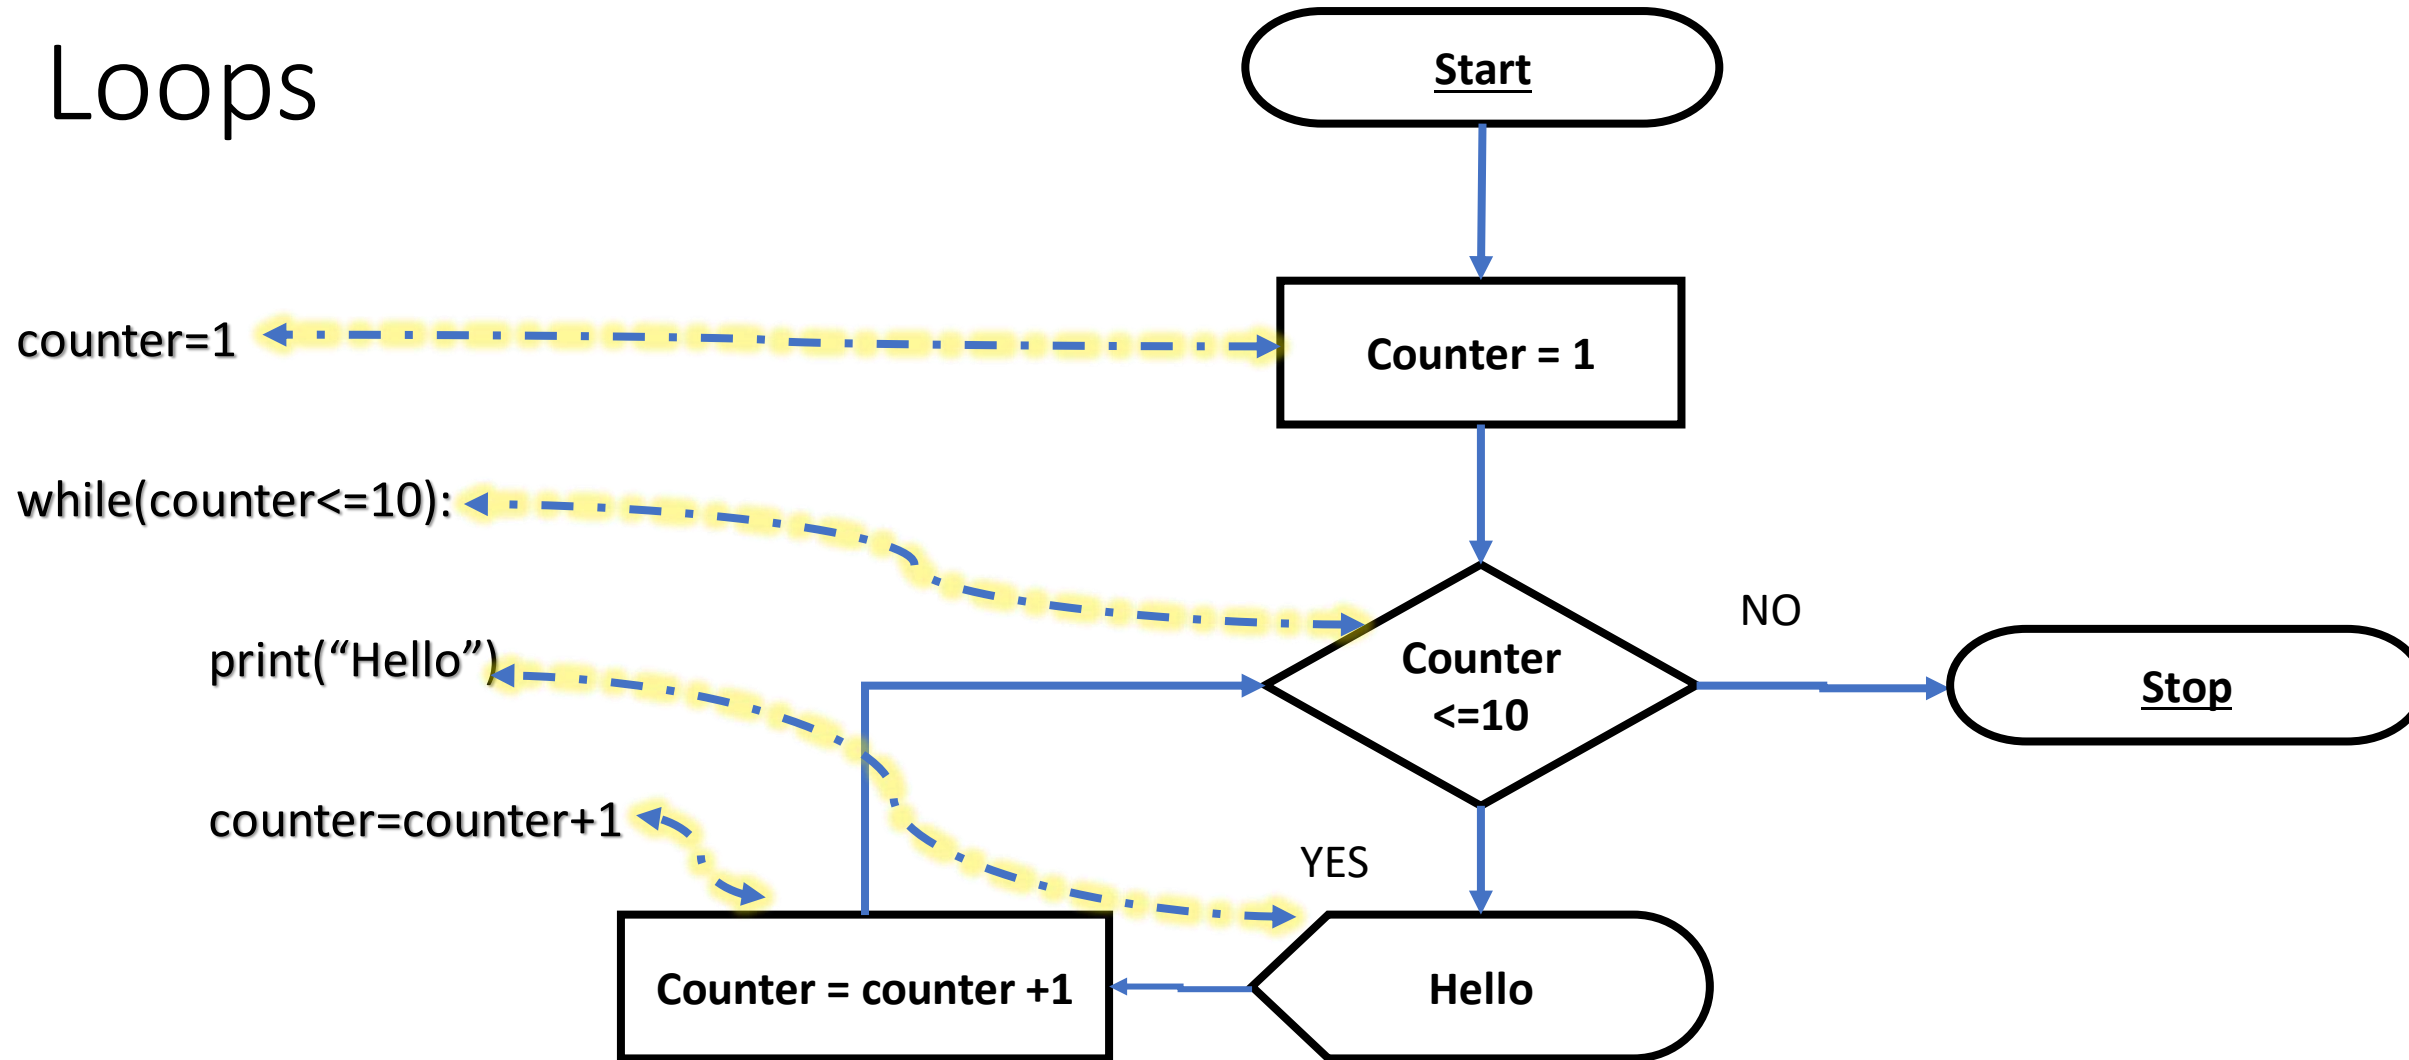 Loops
Start
counter=1
Counter = 1
while(counter<=10):
NO
print(“Hello”)
Counter
<=10
Stop
counter=counter+1
YES
Counter = counter +1
Hello